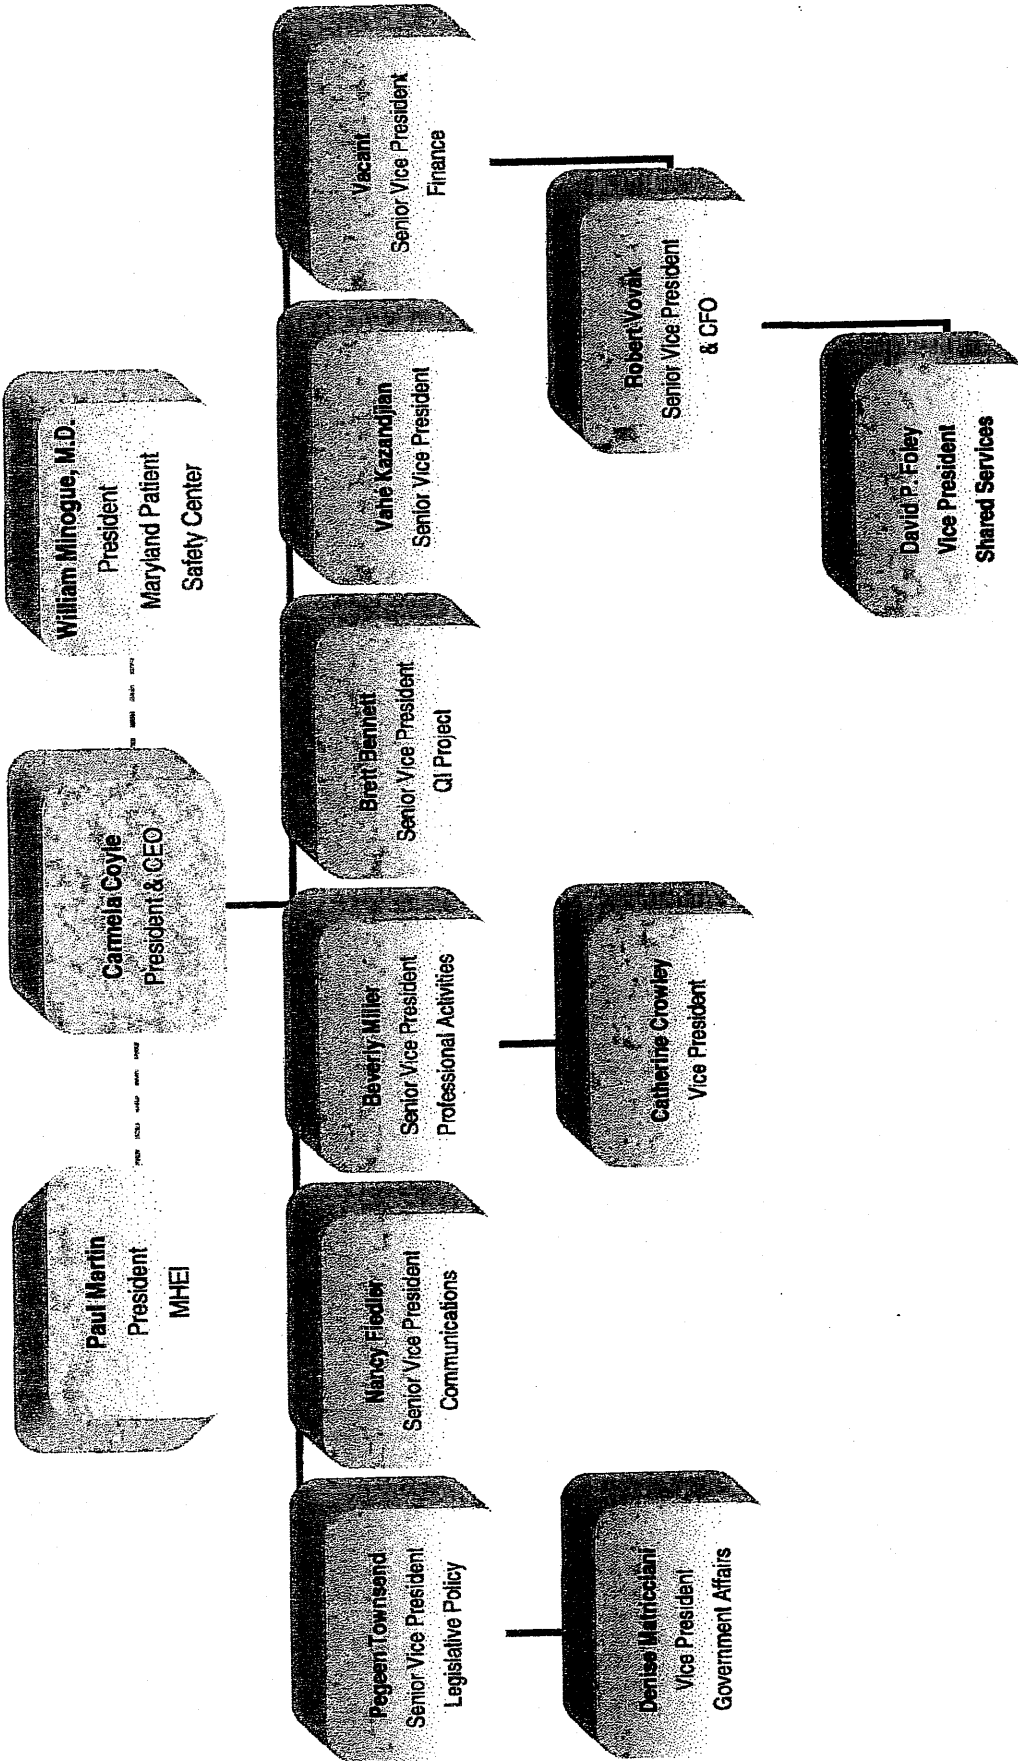 Paul Martin
President
MHEI
Carmela Coyle
President & CEO
William Minogue, M.D.
President
Maryland Patient
Safety Center
Pegeen Townsend
Senior Vice President
Legislative Policy
Nancy Fiedler
Senior Vice President
Communications
Beverly Miller
Senior Vice President
Professional Activities
Brett Bennett
Senior Vice President
QI Project
Vahe Kazandjian
Senior Vice President
Vacant
Senior Vice President
Finance
Denise Matricciani
Vice President
Government Affairs
Catherine Crowley
Vice President
Robert Vovak
Senior Vice President
& CFO
David P. Foley
Vice President
Shared Services